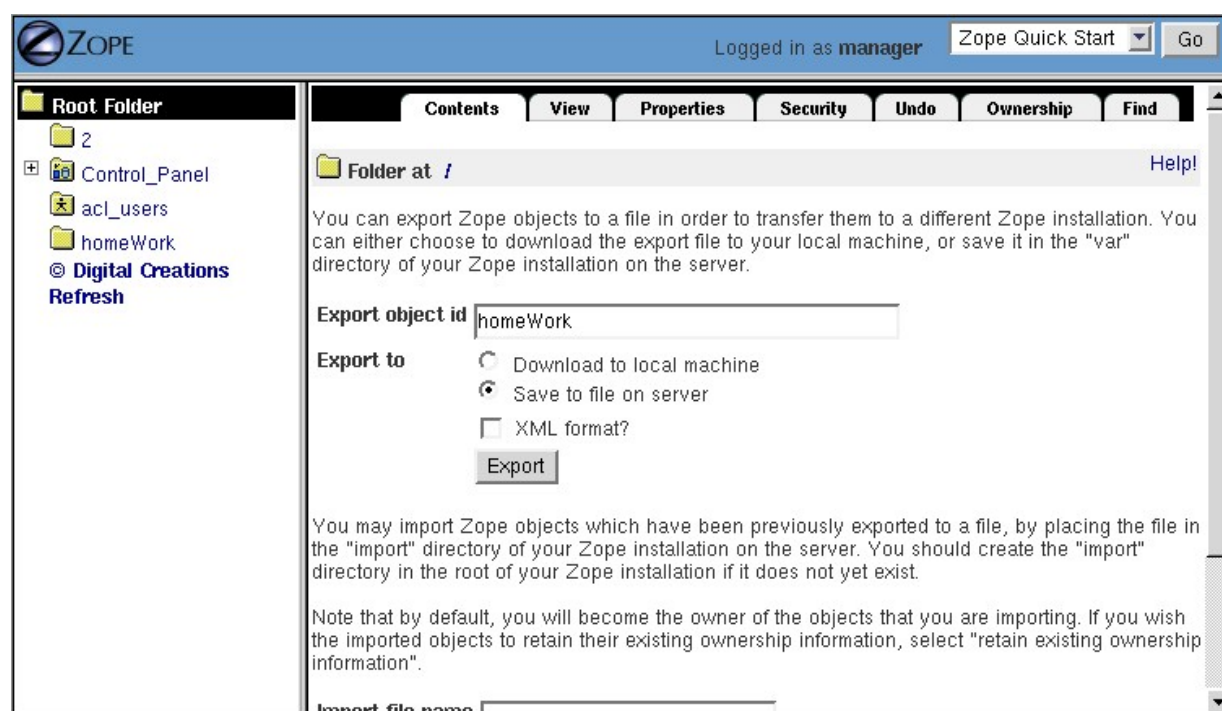 ZOPE
Logged in as manager
Zope Quick Start
Go
Root Folder
2
Control_Panel
acl_users
homeWork
© Digital Creations
Refresh
Contents
View
Properties
Security
Undo
Ownership
Find
Folder at /
Help!
You can export Zope objects to a file in order to transfer them to a different Zope installation. You
can either choose to download the export file to your local machine, or save it in the "var"
directory of your Zope installation on the server.
Export object id homeWork
Export to
Download to local machine
Save to file on server
XML format?
Export
You may import Zope objects which have been previously exported to a file, by placing the file in
the "import" directory of your Zope installation on the server. You should create the "import"
directory in the root of your Zope installation if it does not yet exist.
Note that by default, you will become the owner of the objects that you are importing. If you wish
the imported objects to retain their existing ownership information, select "retain existing ownership
information".
Import file name